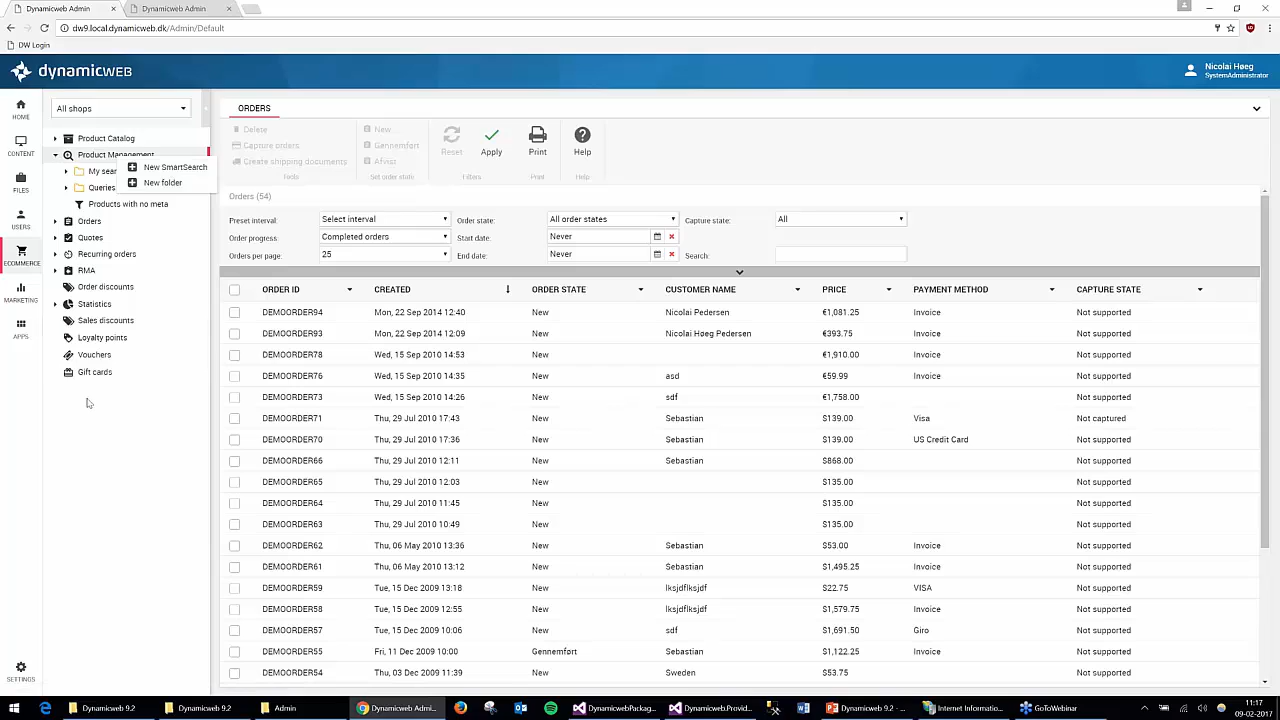 Dynamicweb Admin
Dynamicweb Admin
dw9.local.dynamicweb.dk/Admin/Default
DW Login
dynamicweb
Nicolai Høeg
SystemAdministrator
HOME
CONTENT
FILES
USERS
ECOMMERCE
MARKETING
APPS
SETTINGS
All shops
Product Catalog
Product Management
My sear
Queries
Products with no meta
Orders
Quotes
Recurring orders
RMA
Order discounts
Statistics
Sales discounts
Loyalty points
Vouchers
Gift cards
New SmartSearch
New folder
ORDERS
Delete
Capture orders
Create shipping documents
Tools
New
Gennemført
Afvist
Set order state
Reset
Apply
Filters
Print
Print
Help
Help
Orders (54)
Preset interval: Select interval Order state: All order states Capture state: All
Order progress: Completed orders Start date: Never
Orders per page: 25 End date: Never Search:
ORDER ID CREATED ORDER STATE CUSTOMER NAME PRICE PAYMENT METHOD CAPTURE STATE
DEMOORDER94 Mon, 22 Sep 2014 12:40 New Nicolai Pedersen €1,081.25 Invoice Not supported
DEMOORDER93 Mon, 22 Sep 2014 12:09 New Nicolai Høeg Pedersen €393.75 Invoice Not supported
DEMOORDER78 Wed, 15 Sep 2010 14:53 New €1,910.00 Invoice Not supported
DEMOORDER76 Wed, 15 Sep 2010 14:35 New asd €59.99 Invoice Not supported
DEMOORDER73 Wed, 15 Sep 2010 14:26 New sdf €1,758.00 Not supported
DEMOORDER71 Thu, 29 Jul 2010 17:43 New Sebastian $139.00 Visa Not captured
DEMOORDER70 Thu, 29 Jul 2010 17:36 New Sebastian $139.00 US Credit Card Not supported
DEMOORDER66 Thu, 29 Jul 2010 12:11 New Sebastian $868.00 Not supported
DEMOORDER65 Thu, 29 Jul 2010 12:03 New $135.00 Not supported
DEMOORDER64 Thu, 29 Jul 2010 11:45 New $135.00 Not supported
DEMOORDER63 Thu, 29 Jul 2010 10:49 New $135.00 Not supported
DEMOORDER62 Thu, 06 May 2010 13:36 New Sebastian $53.00 Invoice Not supported
DEMOORDER61 Thu, 06 May 2010 13:12 New Sebastian $1,495.25 Invoice Not supported
DEMOORDER59 Tue, 15 Dec 2009 13:18 New lksjdflksjdf $22.75 VISA Not supported
DEMOORDER58 Tue, 15 Dec 2009 12:55 New lksjdflksjdf $1,579.75 Invoice Not supported
DEMOORDER57 Tue, 15 Dec 2009 10:06 New sdf $1,691.50 Giro Not supported
DEMOORDER55 Fri, 11 Dec 2009 10:00 Gennemført Sebastian $1,122.25 Invoice Not supported
DEMOORDER54 Thu, 03 Dec 2009 11:39 New Sweden $53.75 Not supported
Dynamicweb 9.2
Dynamicweb 9.2
Admin
Dynamicweb Admi...
DynamicwebPackag...
Dynamicweb.Provid...
Dynamicweb 9.2 - ...
Internet Informatio...
GoToWebinar
11:17
09-02-2017